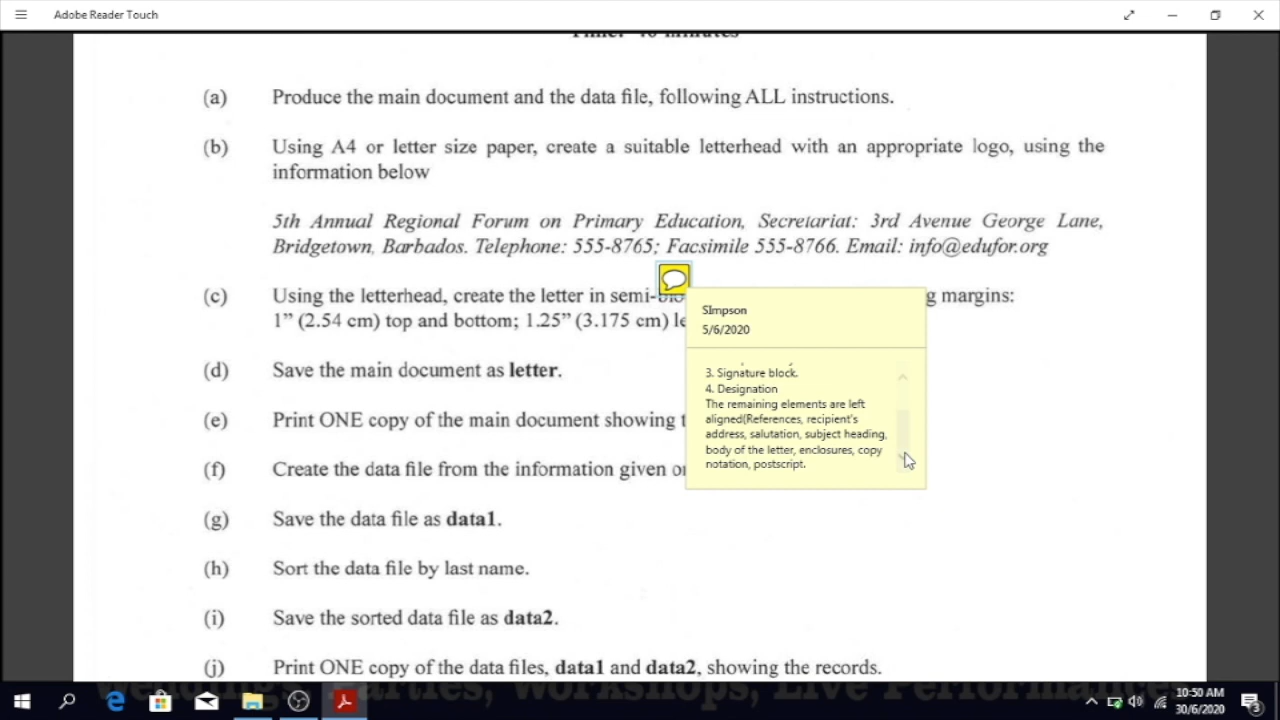 Adobe Reader Touch
(a) Produce the main document and the data file, following ALL instructions.
(b) Using A4 or letter size paper, create a suitable letterhead with an appropriate logo, using the
information below
5th Annual Regional Forum on Primary Education, Secretariat: 3rd Avenue George Lane,
Bridgetown, Barbados. Telephone: 555-8765; Facsimile 555-8766. Email: info@edufor.org
(c) Using the letterhead, create the letter in semi-
g margins:
1” (2.54 cm) top and bottom; 1.25” (3.175 cm) le
SImpson
5/6/2020
3. Signature block.
4. Designation
The remaining elements are left
aligned(References, recipient's
address, salutation, subject heading,
body of the letter, enclosures, copy
notation, postscript.
(d) Save the main document as letter.
(e) Print ONE copy of the main document showing t
(f) Create the data file from the information given on
(g) Save the data file as data1.
(h) Sort the data file by last name.
(i) Save the sorted data file as data2.
(j) Print ONE copy of the data files, data1 and data2, showing the records.
10:50 AM
30/6/2020
3